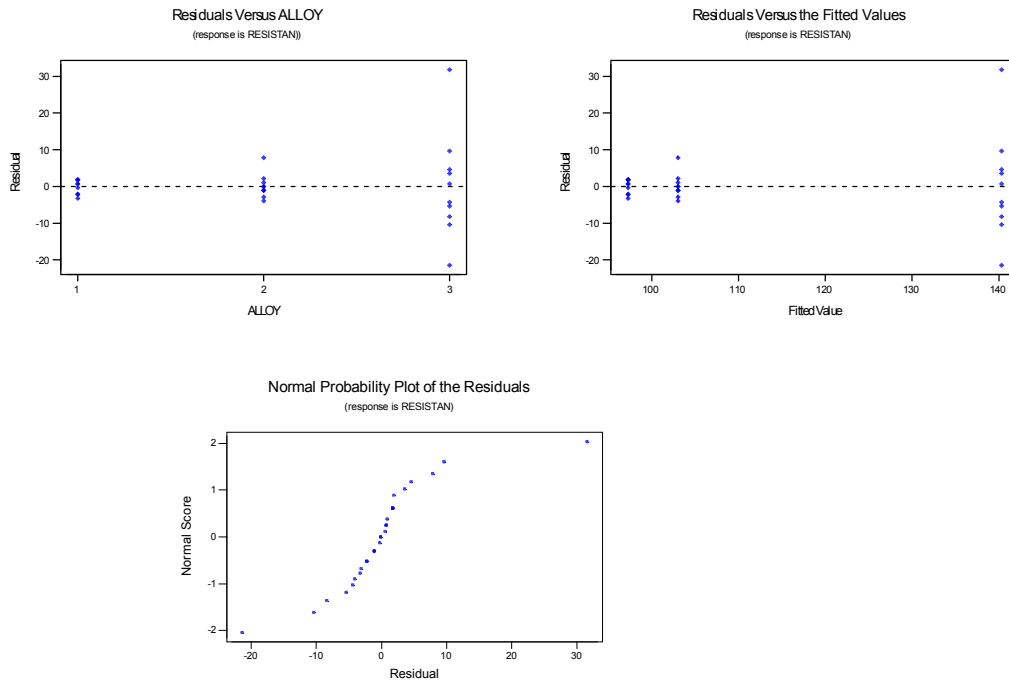 Residuals Versus ALLOY
(response is RESISTAN))
30
20
10
0
-10
-20
Residual
1 2 3
ALLOY
Residuals Versus the Fitted Values
(response is RESISTAN)
30
20
10
0
-10
-20
Residual
100 110 120 130 140
Fitted Value
Normal Probability Plot of the Residuals
(response is RESISTAN)
2
1
0
-1
-2
Normal Score
-20 -10 0 10 20 30
Residual